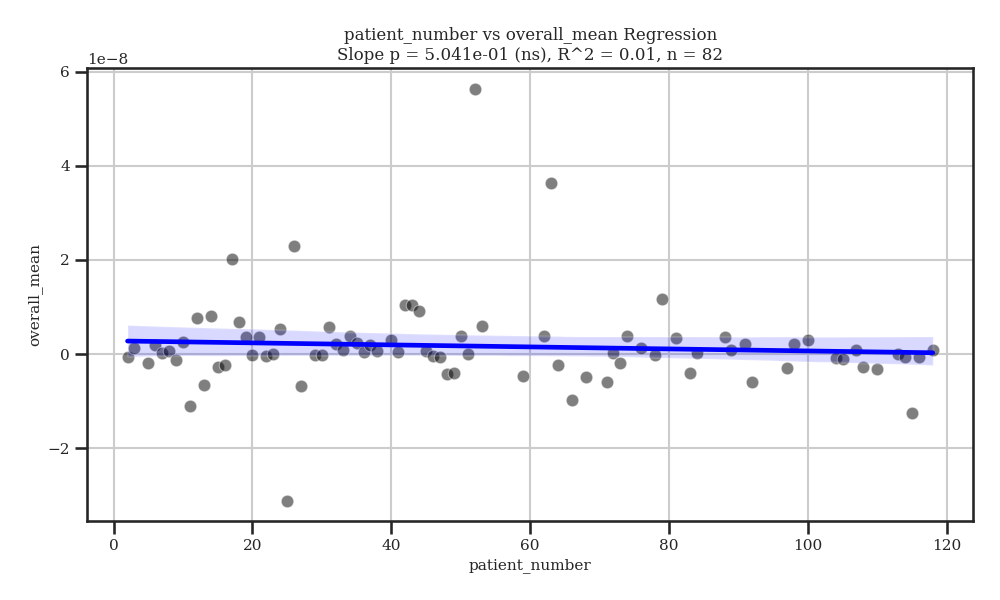 patient_number vs overall_mean Regression
Slope p = 5.041e-01 (ns), R^2 = 0.01, n = 82
1e−8
6
4
2
0
−2
overall_mean
0 20 40 60 80 100 120
patient_number